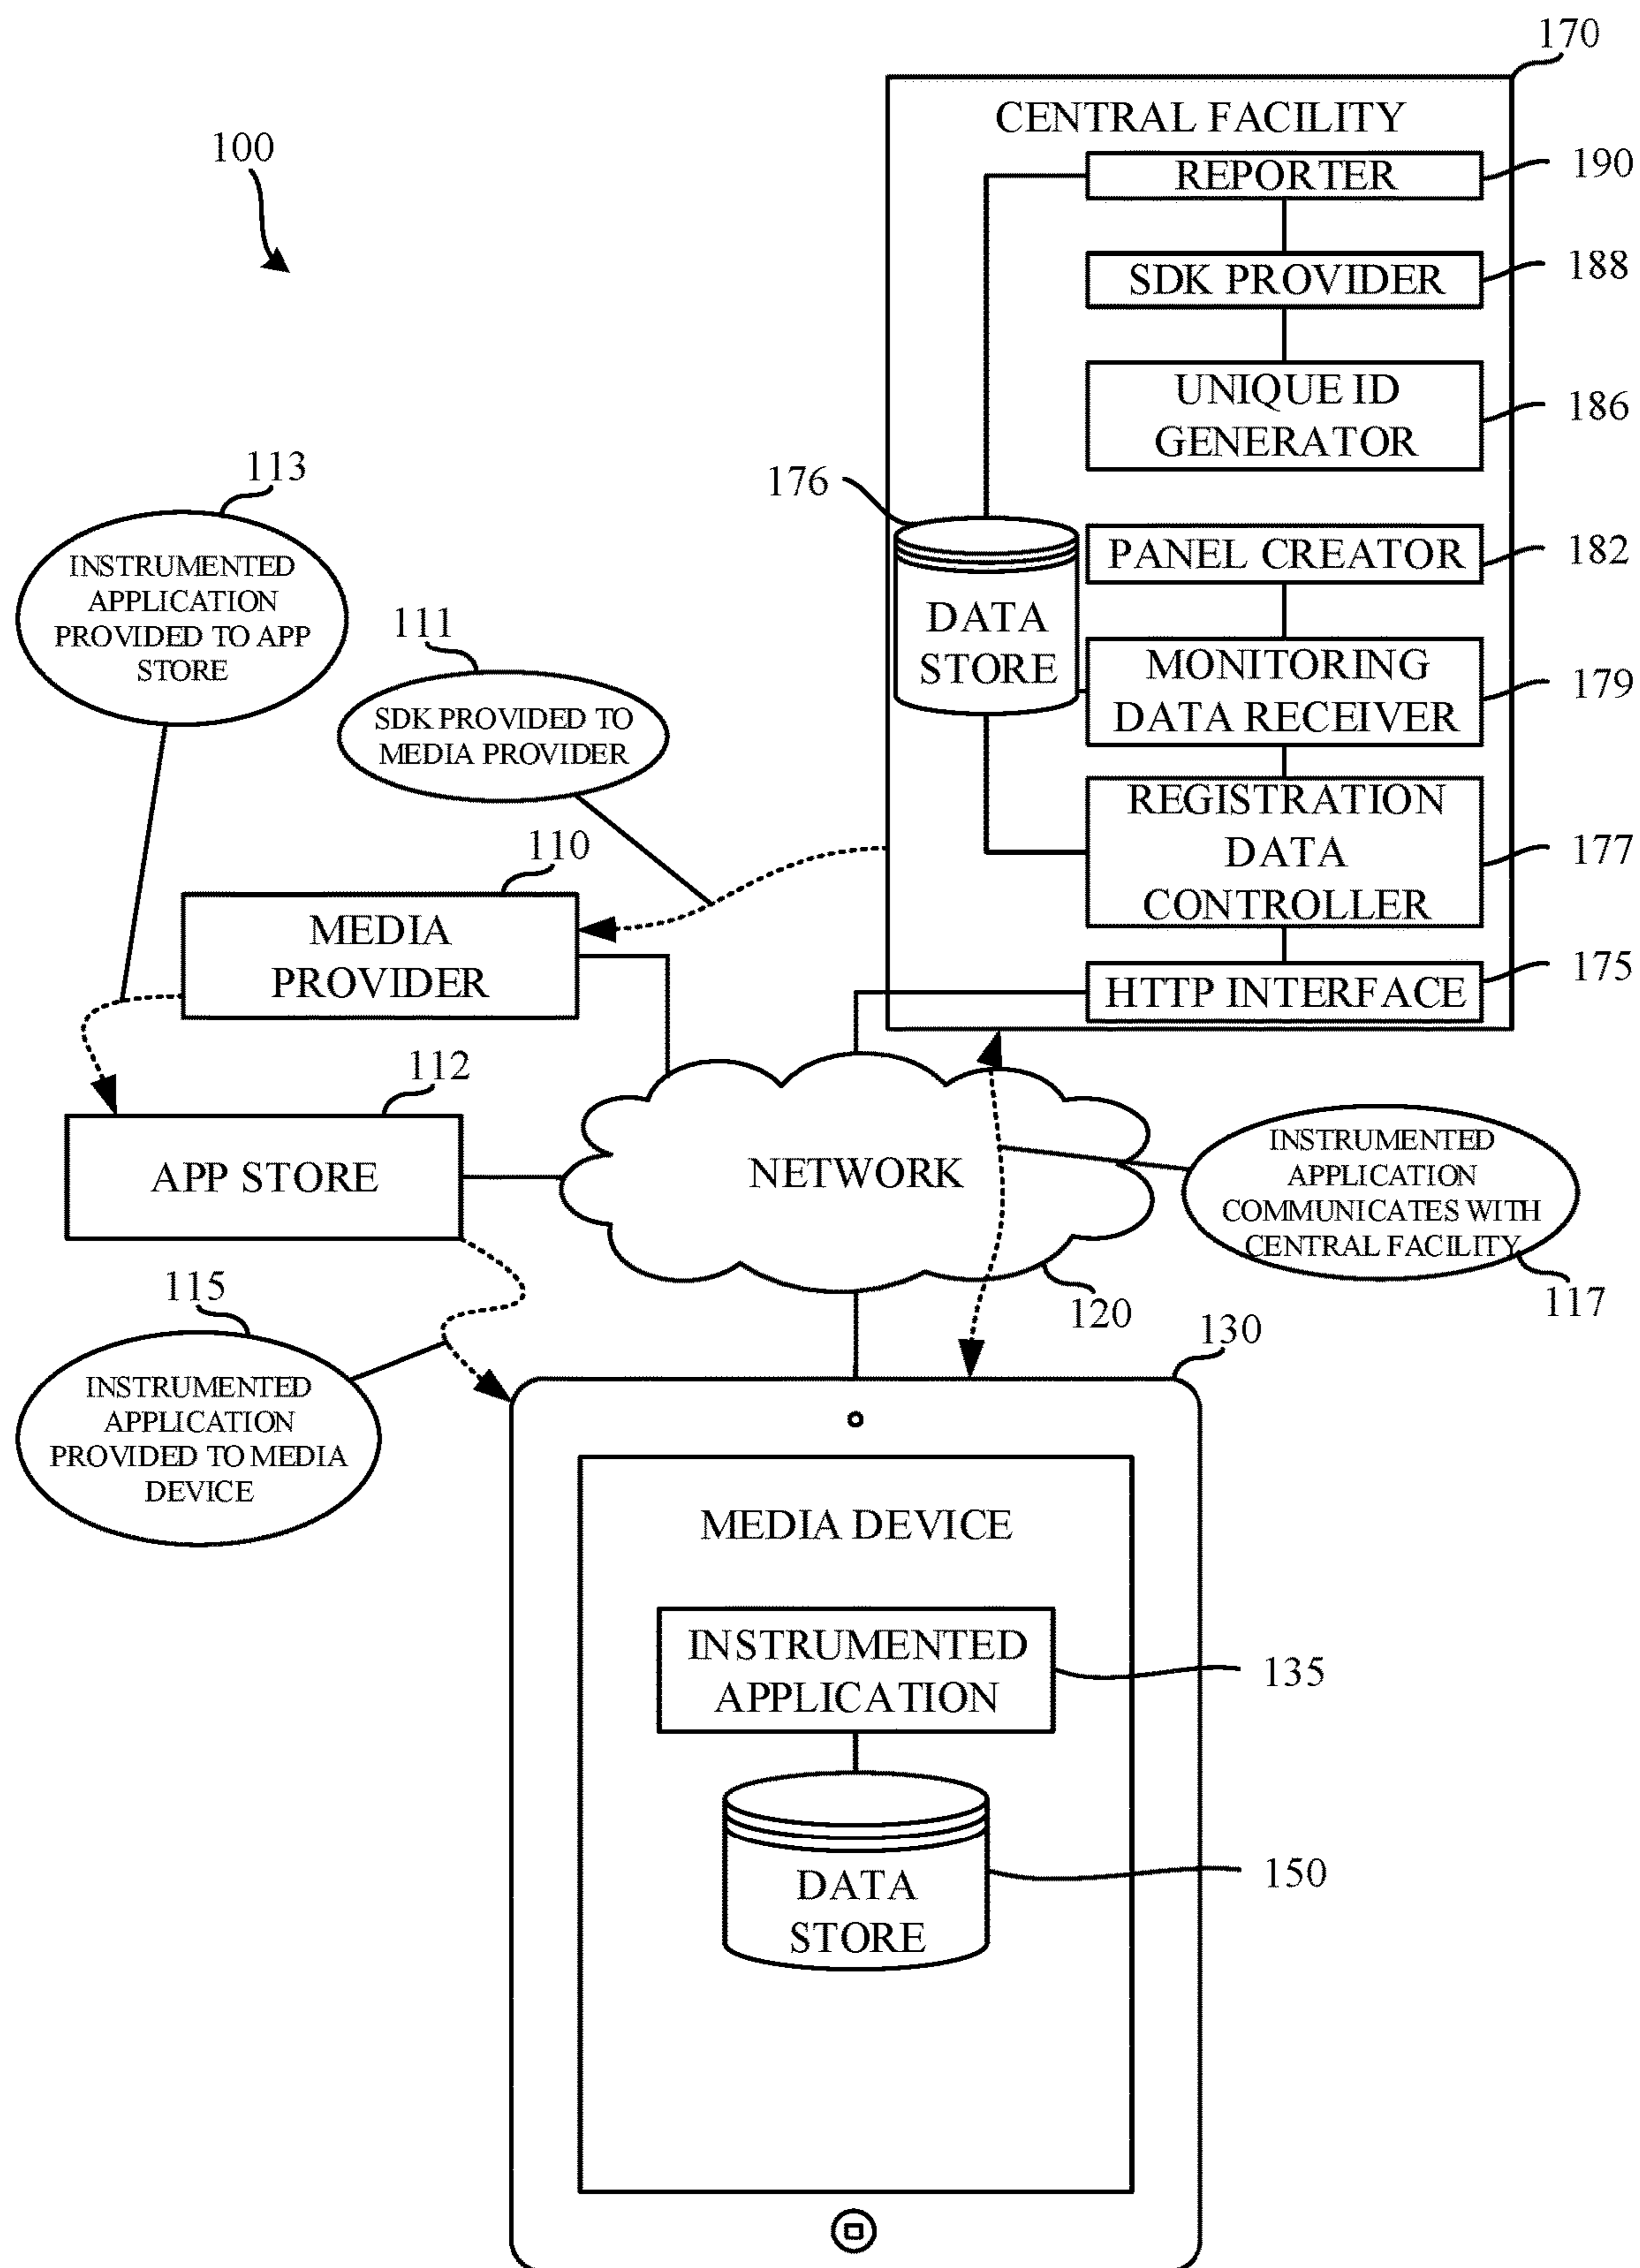 170
CENTRAL FACILITY
100
REPORTER
190
SDK PROVIDER
188
UNIQUE ID
GENERATOR
186
113
176
INSTRUMENTED
APPLICATION
PROVIDED TO APP
STORE
PANEL CREATOR
182
111
DATA
STORE
SDK PROVIDED TO
MEDIA PROVIDER
MONITORING
DATA RECEIVER
179
110
REGISTRATION
DATA
CONTROLLER
177
MEDIA
PROVIDER
HTTP INTERFACE
175
112
APP STORE
NETWORK
INSTRUMENTED
APPLICATION
COMMUNICATES WITH
CENTRAL FACILITY
117
120
115
130
INSTRUMENTED
APPLICATION
PROVIDED TO MEDIA
DEVICE
MEDIA DEVICE
INSTRUMENTED
APPLICATION
135
DATA
STORE
150